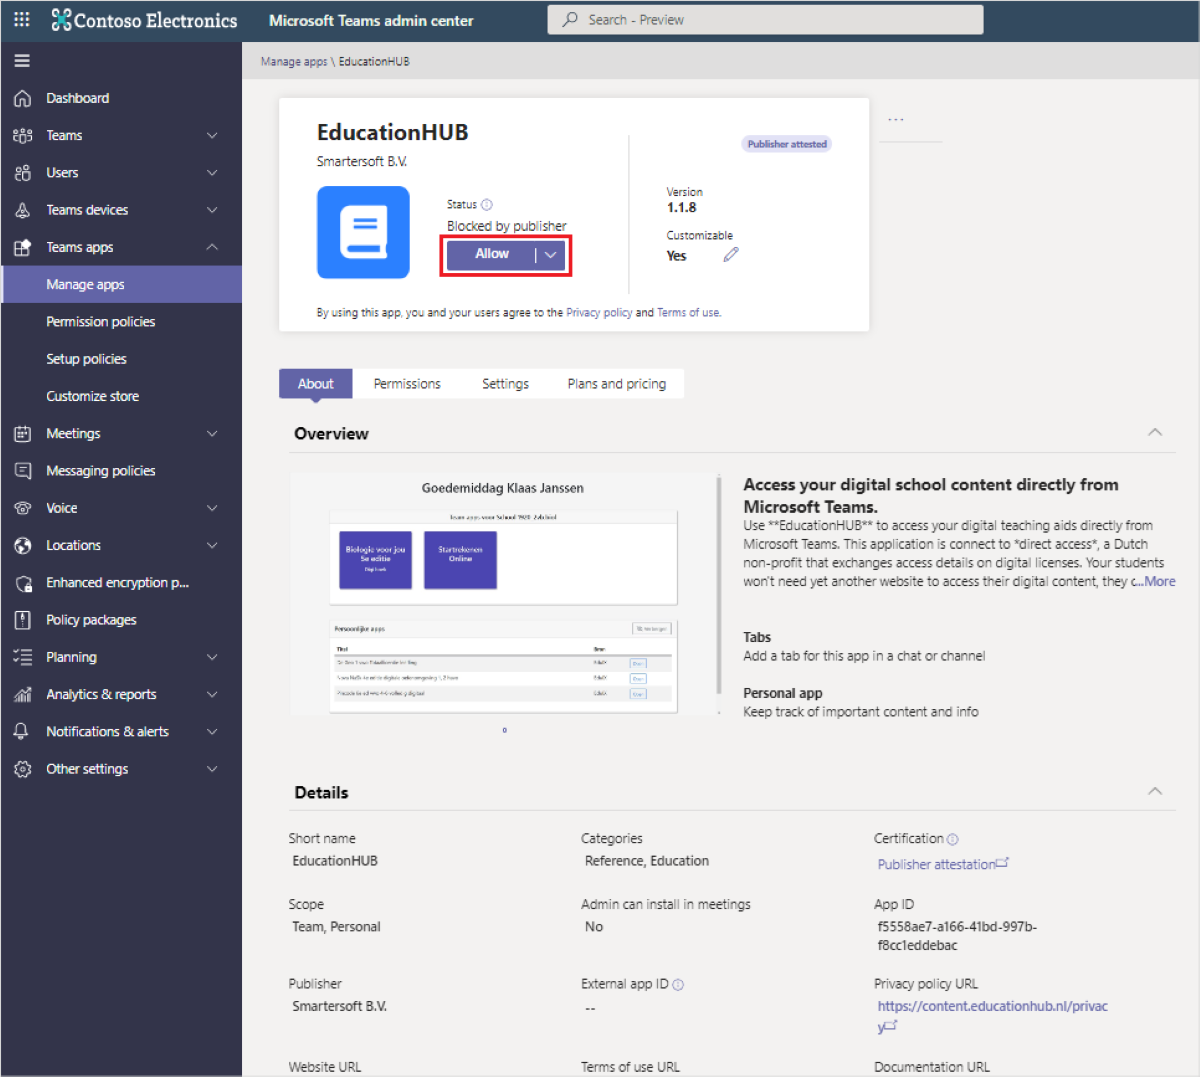 Contoso Electronics
Microsoft Teams admin center
Search - Preview
Manage apps \ EducationHUB
Dashboard
Teams
Users
Teams devices
Teams apps
Manage apps
Permission policies
Setup policies
Customize store
Meetings
Messaging policies
Voice
Locations
Enhanced encryption p...
Policy packages
Planning
Analytics & reports
Notifications & alerts
Other settings
EducationHUB
Smartersoft B.V.
Status
Blocked by publisher
Allow
Publisher attested
Version
1.1.8
Customizable
Yes
By using this app, you and your users agree to the Privacy policy and Terms of use.
...
About
Permissions
Settings
Plans and pricing
Overview
Goedemiddag Klaas Janssen
Team apps voor School
Biologie voor jou
5e editie
Startrekenen
Online
Persoonlijke apps
Titel
Access your digital school content directly from
Microsoft Teams.
Use **EducationHUB** to access your digital teaching aids directly from
Microsoft Teams. This application is connect to *direct access*, a Dutch
non-profit that exchanges access details on digital licenses. Your students
won't need yet another website to access their digital content, they c...More
Tabs
Add a tab for this app in a chat or channel
Personal app
Keep track of important content and info
Details
Short name
EducationHUB
Categories
Reference, Education
Certification
Publisher attestation
Scope
Team, Personal
Admin can install in meetings
No
App ID
f5558ae7-a166-41bd-997b-
f8cc1eddebac
Publisher
Smartersoft B.V.
External app ID
--
Privacy policy URL
https://content.educationhub.nl/privac
y
Website URL
Terms of use URL
Documentation URL